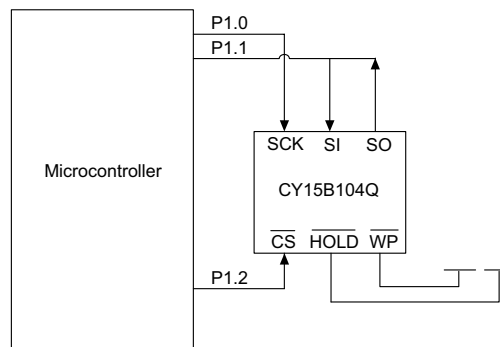 P1.0
P1.1
SCK SI SO
Microcontroller
CY15B104Q
CS HOLD WP
P1.2